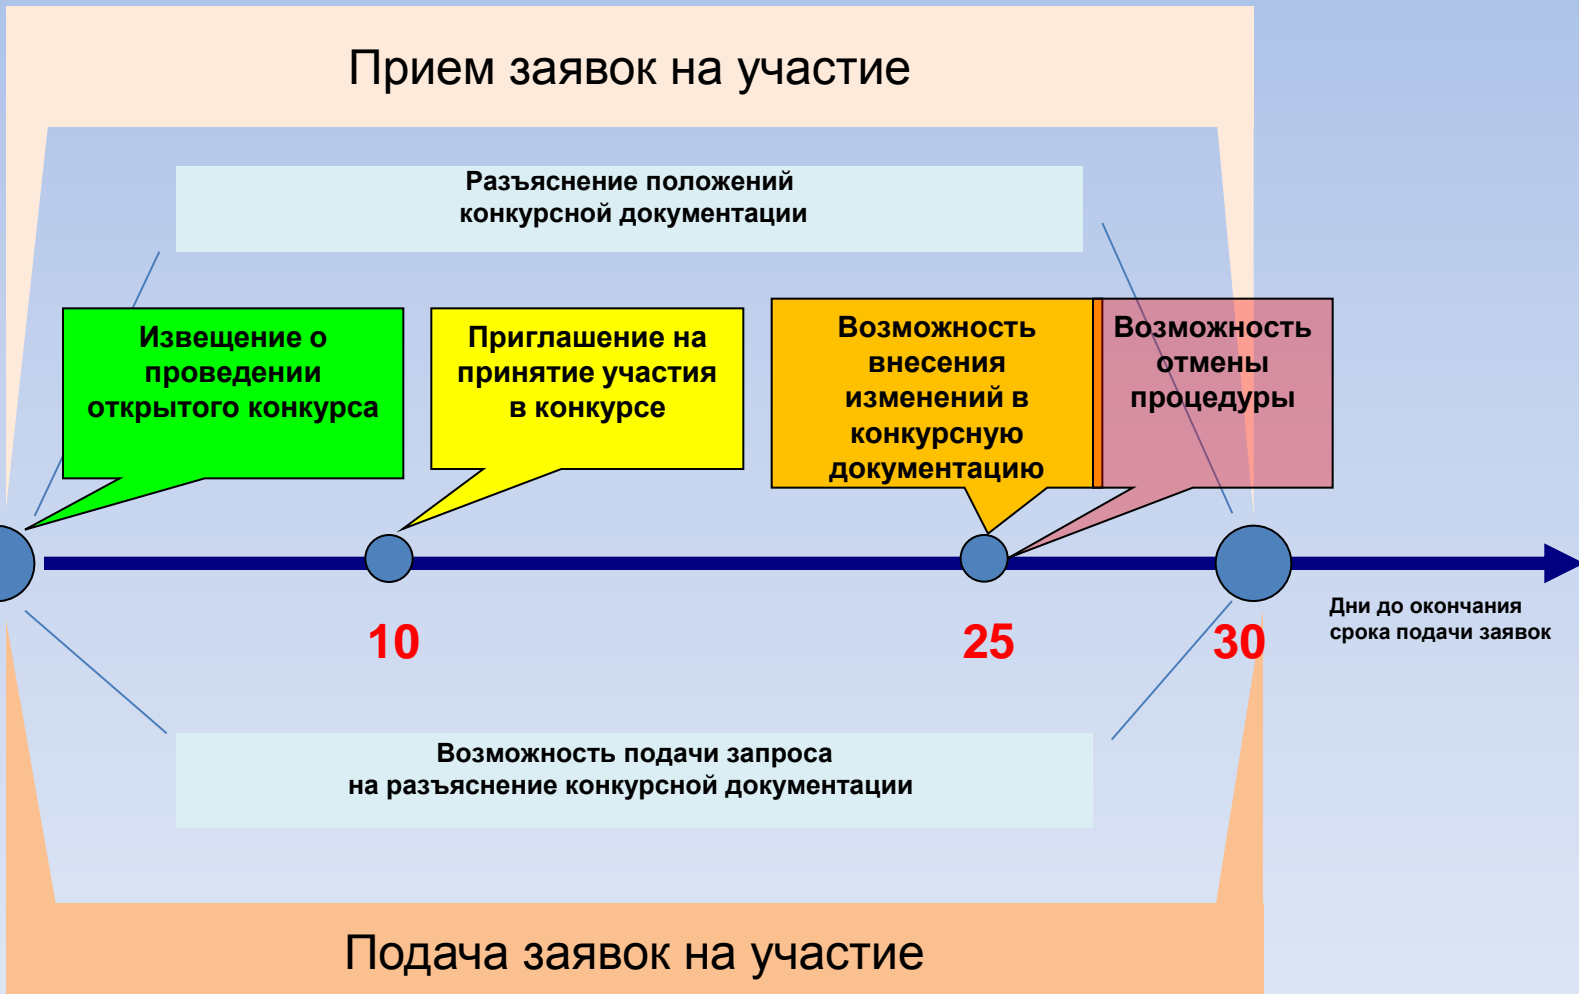 Прием заявок на участие
Разъяснение положений
конкурсной документации
Извещение о
проведении
открытого конкурса
Приглашение на
принятие участия
в конкурсе
Возможность
внесения
изменений в
конкурсную
документацию
Возможность
отмены
процедуры
10
25
30
Дни до окончания
срока подачи заявок
Возможность подачи запроса
на разъяснение конкурсной документации
Подача заявок на участие